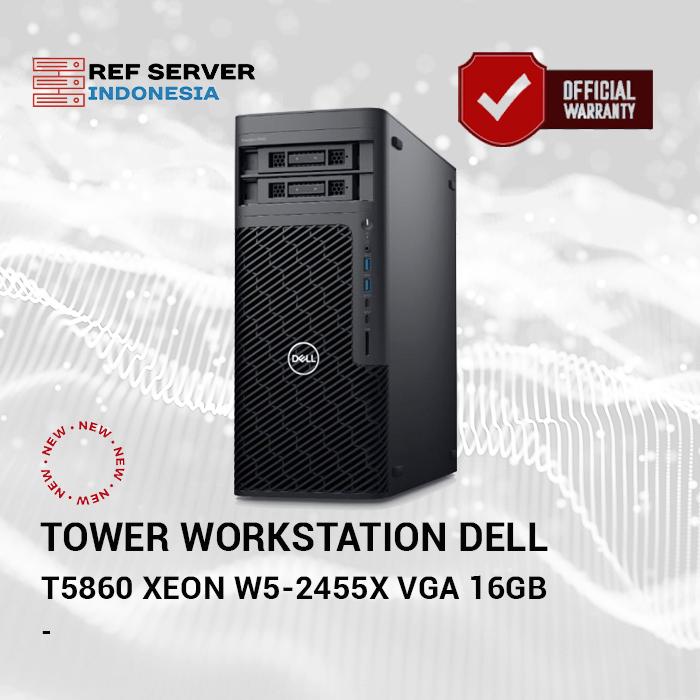 REF SERVER
INDONESIA
OFFICIAL
WARRANTY
DELL
NEW • NEW • NEW • NEW • NEW •
TOWER WORKSTATION DELL
T5860 XEON W5-2455X VGA 16GB
-